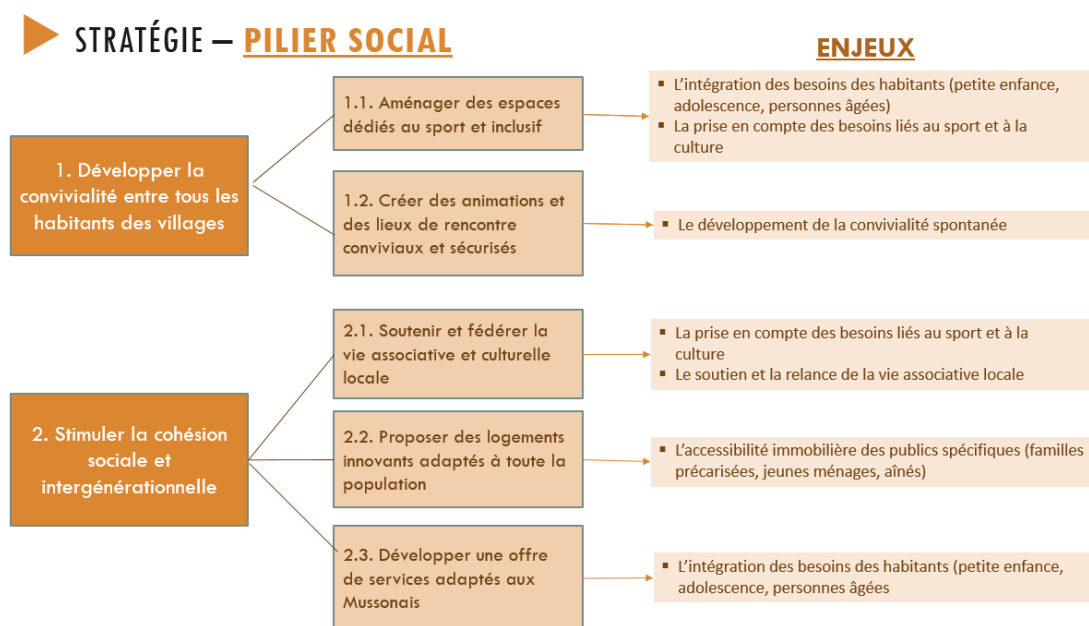 STRATÉGIE – PILIER SOCIAL
ENJEUX
1. Développer la
convivialité entre tous les
habitants des villages
1.1. Aménager des espaces
dédiés au sport et inclusif
▪ L'intégration des besoins des habitants (petite enfance,
adolescence, personnes âgées)
▪ La prise en compte des besoins liés au sport et à la
culture
1.2. Créer des animations et
des lieux de rencontre
conviviaux et sécurisés
▪ Le développement de la convivialité spontanée
2. Stimuler la cohésion
sociale et
intergénérationnelle
2.1. Soutenir et fédérer la
vie associative et culturelle
locale
▪ La prise en compte des besoins liés au sport et à la
culture
▪ Le soutien et la relance de la vie associative locale
2.2. Proposer des logements
innovants adaptés à toute la
population
▪ L'accessibilité immobilière des publics spécifiques (familles
précarisées, jeunes ménages, aînés)
2.3. Développer une offre
de services adaptés aux
Mussonais
▪ L'intégration des besoins des habitants (petite enfance,
adolescence, personnes âgées